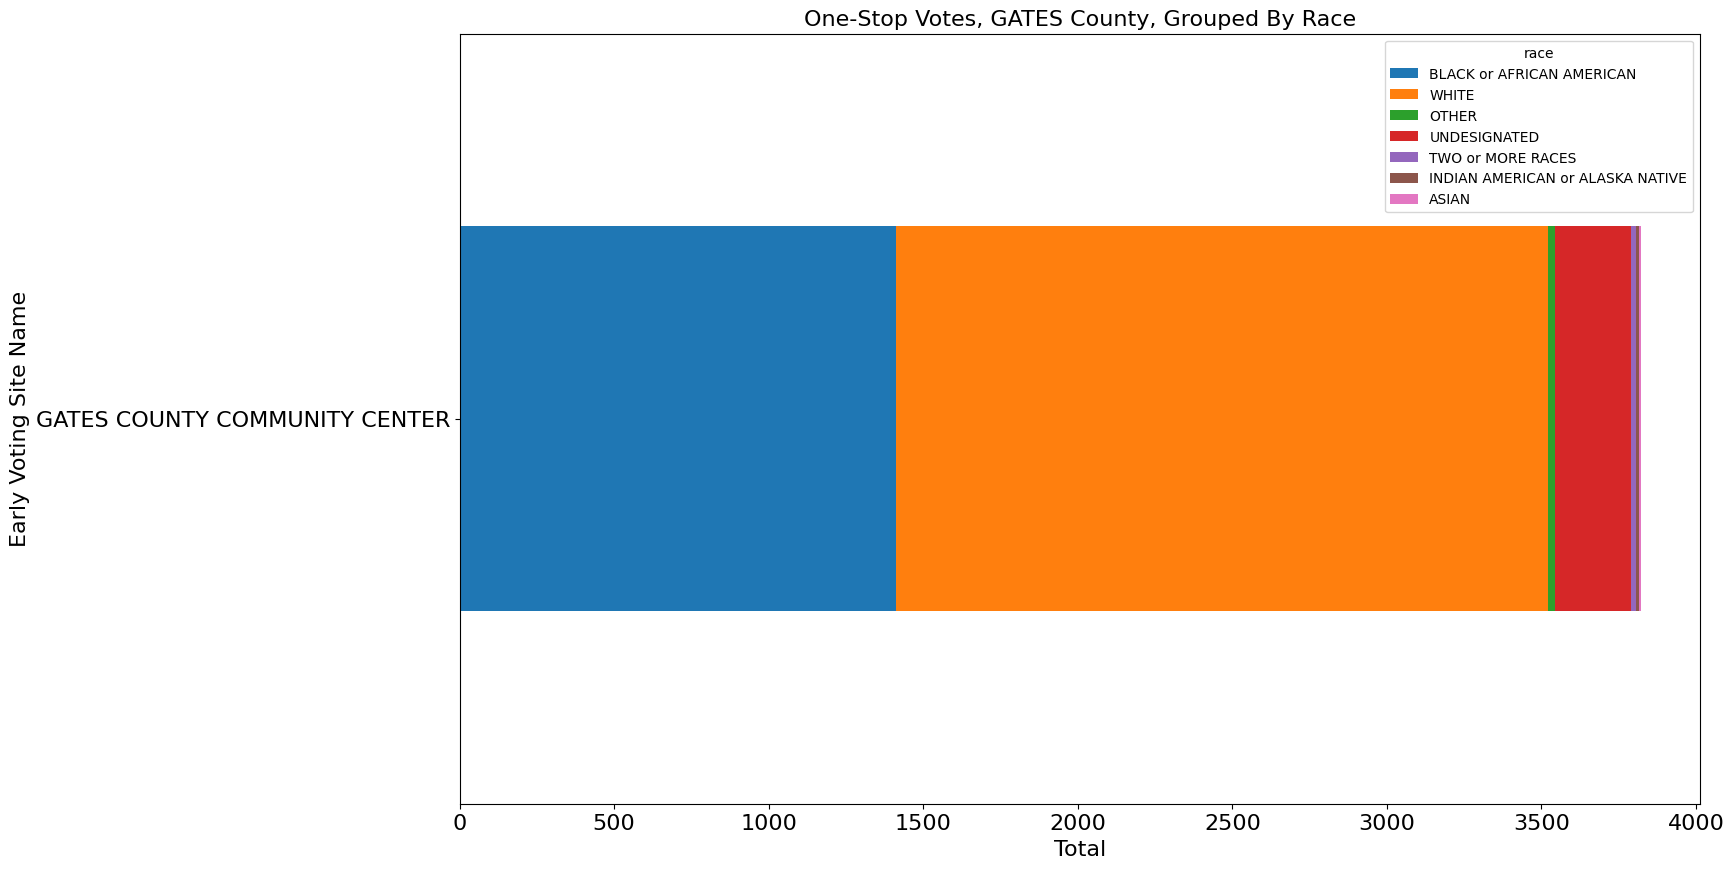 One-Stop Votes, GATES County, Grouped By Race
race
BLACK or AFRICAN AMERICAN
WHITE
OTHER
UNDESIGNATED
TWO or MORE RACES
INDIAN AMERICAN or ALASKA NATIVE
ASIAN
Early Voting Site Name
GATES COUNTY COMMUNITY CENTER
0 500 1000 1500 2000 2500 3000 3500 4000
Total